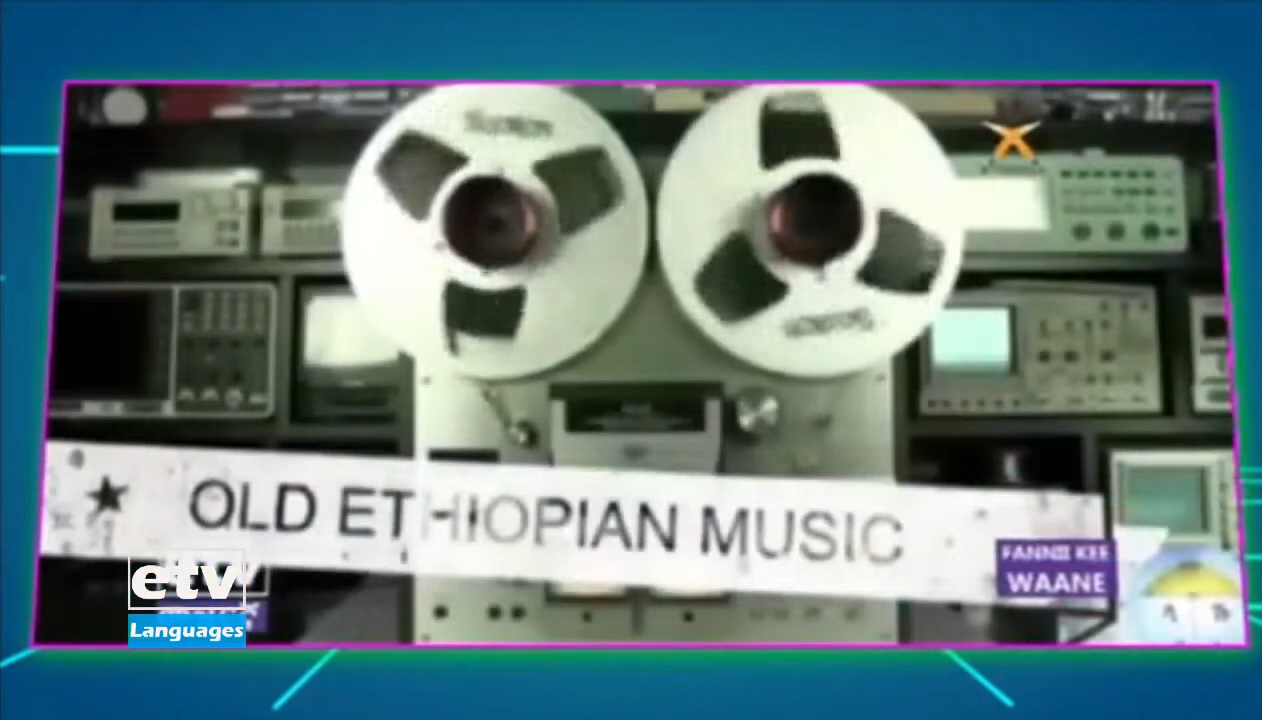 OLD ETHIOPIAN MUSIC
FANNII KEE
WAANE
etv
Languages